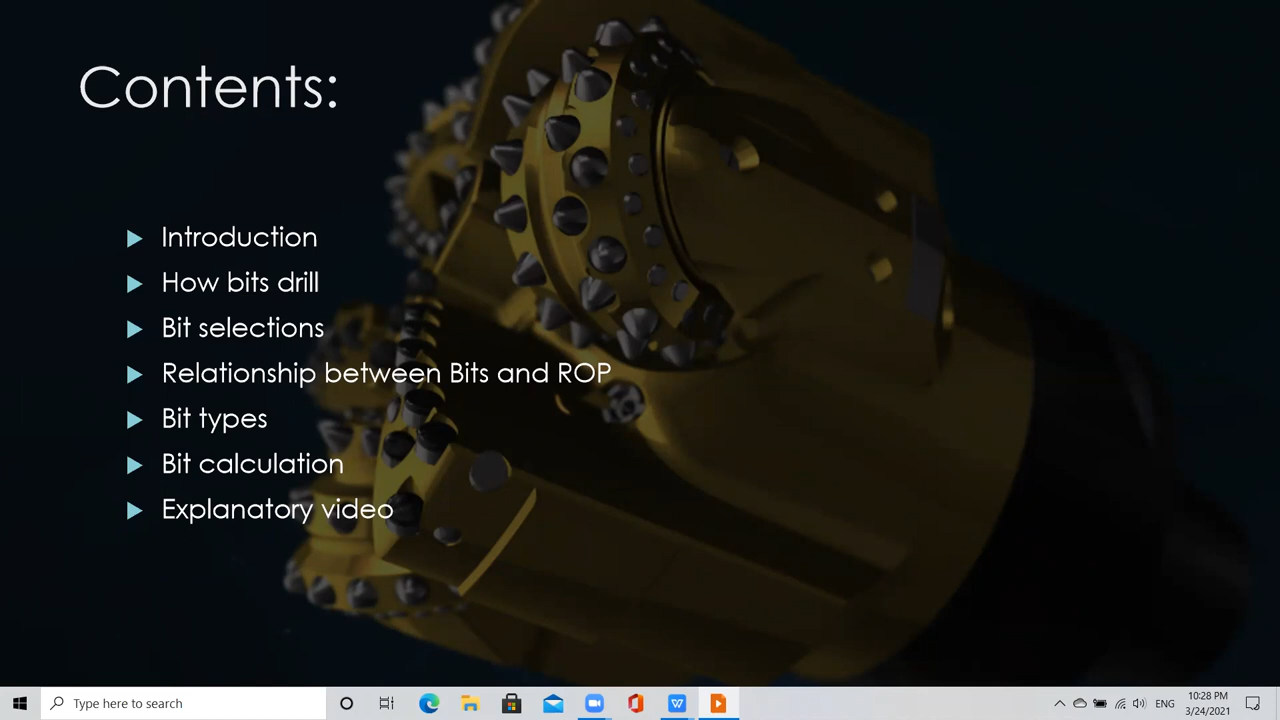 Contents:
Introduction
How bits drill
Bit selections
Relationship between Bits and ROP
Bit types
Bit calculation
Explanatory video
Type here to search
ENG
10:28 PM
3/24/2021